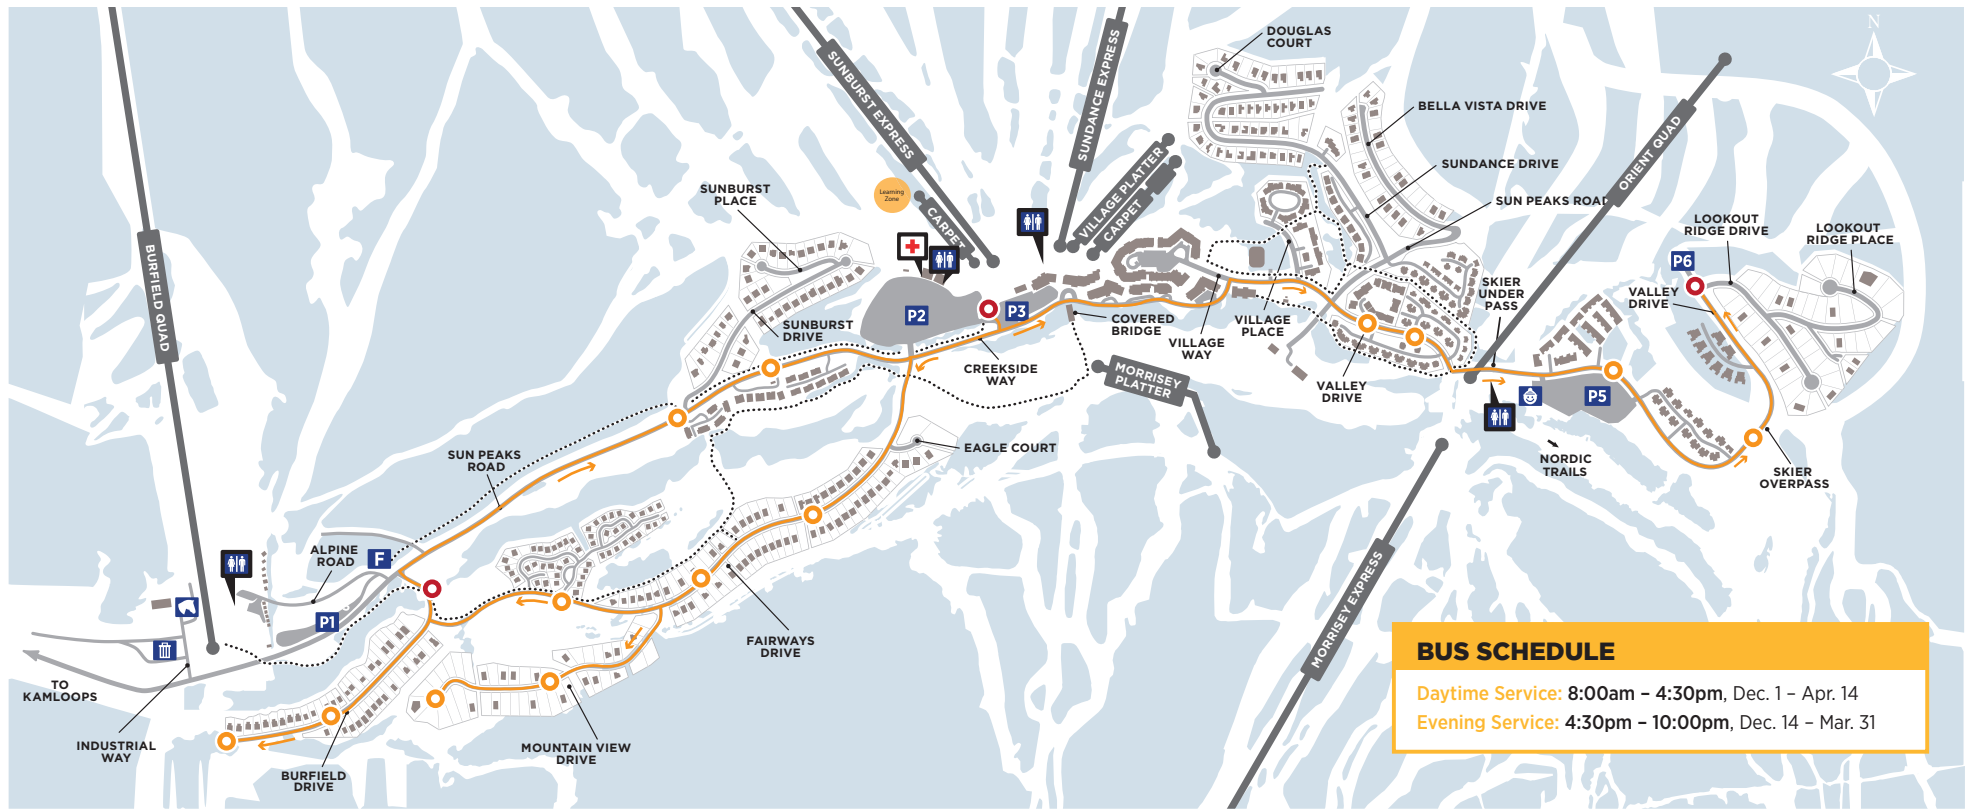 N
DOUGLAS
COURT
BELLA VISTA DRIVE
SUNDANCE DRIVE
SUN PEAKS ROAD
ORIENT QUAD
SUNBURST EXPRESS
SUNDANCE EXPRESS
VILLAGE PLATTER
CARPET
Learning
Zone
CARPET
SUNBURST
PLACE
LOOKOUT
RIDGE DRIVE
LOOKOUT
RIDGE PLACE
P6
VALLEY
DRIVE
SKIER
UNDER
PASS
BURFIELD QUAD
P2
P3
SUNBURST
DRIVE
COVERED
BRIDGE
VILLAGE
PLACE
VILLAGE
WAY
CREEKSIDE
WAY
MORRISEY
PLATTER
VALLEY
DRIVE
P5
EAGLE COURT
SUN PEAKS
ROAD
NORDIC
TRAILS
SKIER
OVERPASS
ALPINE
ROAD
F
P1
MORRISEY EXPRESS
FAIRWAYS
DRIVE
TO
KAMLOOPS
INDUSTRIAL
WAY
BURFIELD
DRIVE
MOUNTAIN VIEW
DRIVE
BUS SCHEDULE
Daytime Service: 8:00am – 4:30pm, Dec. 1 – Apr. 14
Evening Service: 4:30pm – 10:00pm, Dec. 14 – Mar. 31